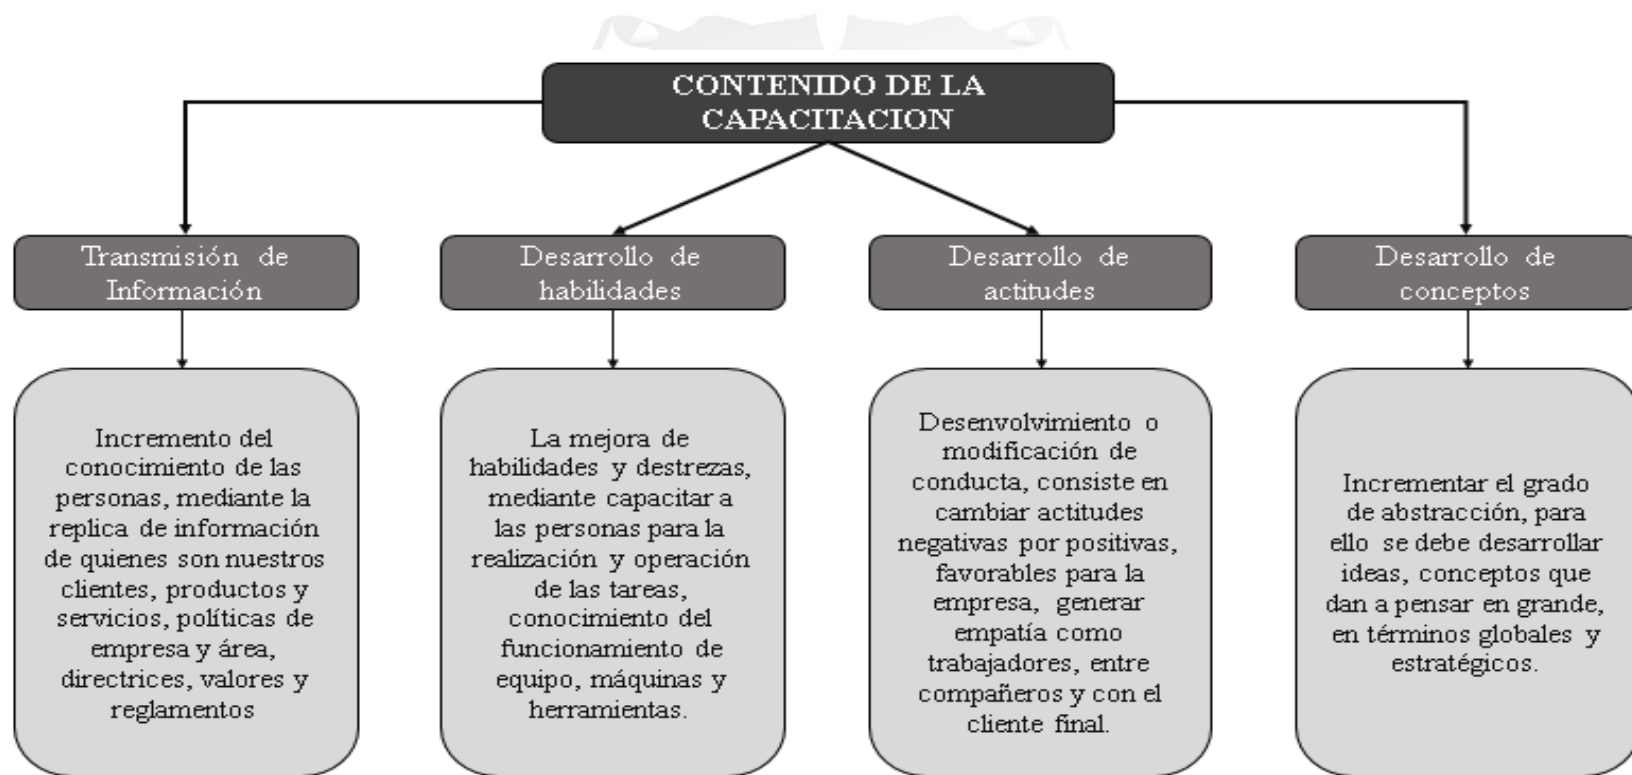 CONTENIDO DE LA
CAPACITACION
Transmisión de
Información
Incremento del
conocimiento de las
personas, mediante la
replica de información
de quienes son nuestros
clientes, productos y
servicios, políticas de
empresa y área,
directrices, valores y
reglamentos
Desarrollo de
habilidades
La mejora de
habilidades y destrezas,
mediante capacitar a
las personas para la
realización y operación
de las tareas,
conocimiento del
funcionamiento de
equipo, máquinas y
herramientas.
Desarrollo de
actitudes
Desenvolvimiento o
modificación de
conducta, consiste en
cambiar actitudes
negativas por positivas,
favorables para la
empresa, generar
empatía como
trabajadores, entre
compañeros y con el
cliente final.
Desarrollo de
conceptos
Incrementar el grado
de abstracción, para
ello se debe desarrollar
ideas, conceptos que
dan a pensar en grande,
en términos globales y
estratégicos.